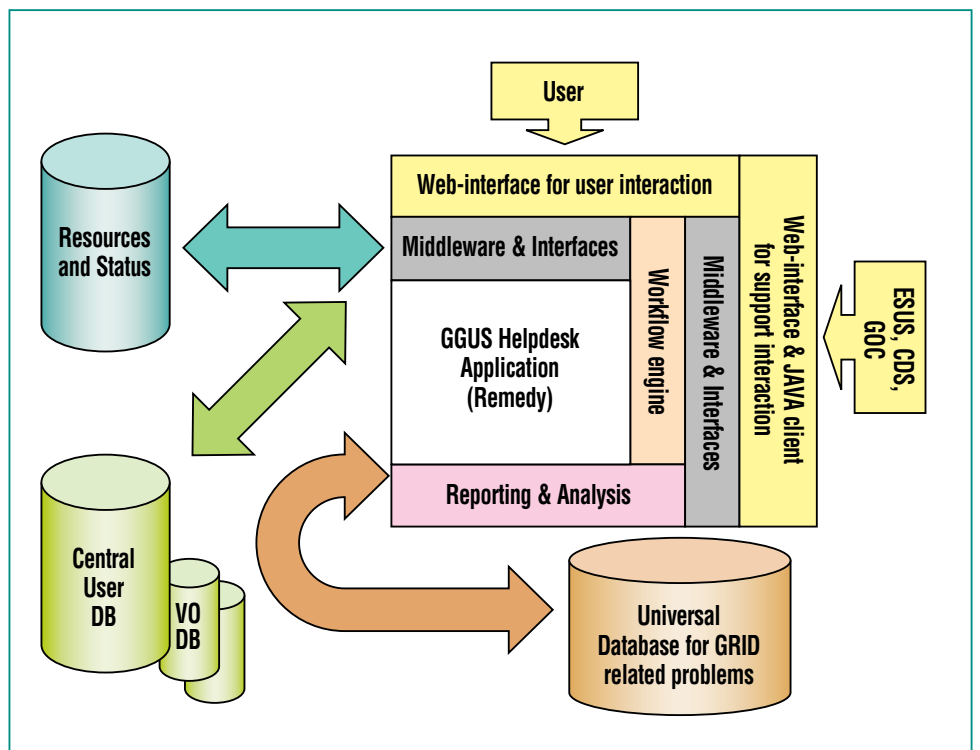 User
Web-interface for user interaction
Resources
and Status
Middleware & Interfaces
Workflow engine
Middleware & Interfaces
Web-interface & JAVA client
for support interaction
ESUS, CDS,
GOC
GGUS Helpdesk
Application
(Remedy)
Reporting & Analysis
Central
User
DB
VO
DB
Universal
Database for GRID
related problems